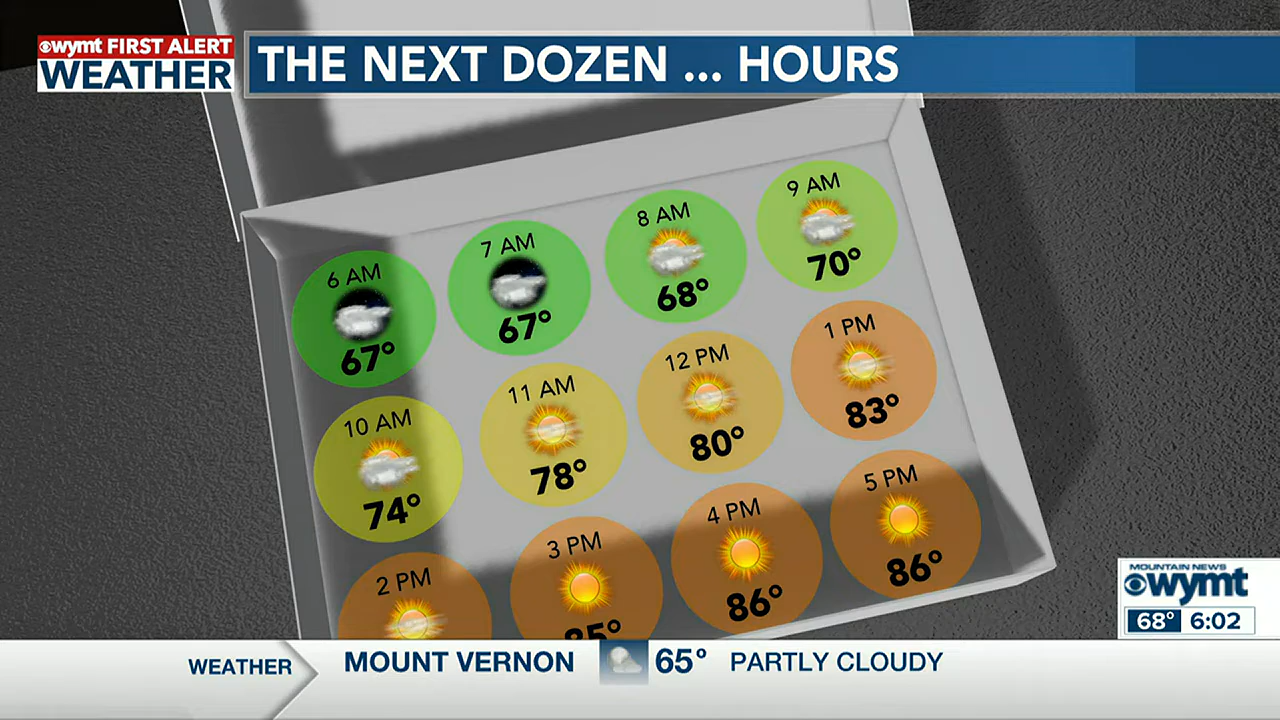 wymt FIRST ALERT
WEATHER
THE NEXT DOZEN ... HOURS
6 AM
67°
7 AM
67°
8 AM
68°
9 AM
70°
10 AM
74°
11 AM
78°
12 PM
80°
1 PM
83°
2 PM
3 PM
85°
4 PM
86°
5 PM
86°
MOUNTAIN NEWS
wymt
68° 6:02
WEATHER MOUNT VERNON 65° PARTLY CLOUDY